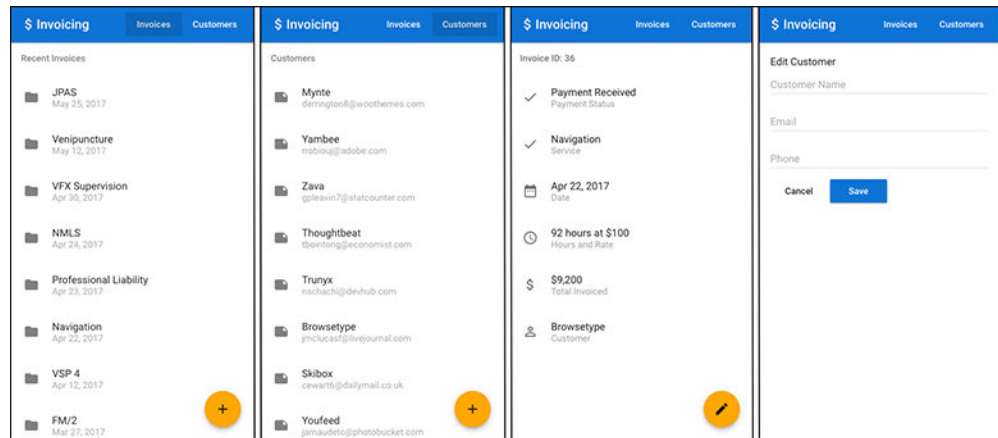 $ Invoicing
Invoices
Customers
Recent Invoices
JPAS
May 25, 2017
Venipuncture
May 12, 2017
VFX Supervision
Apr 30, 2017
NMLS
Apr 24, 2017
Professional Liability
Apr 23, 2017
Navigation
Apr 22, 2017
VSP 4
Apr 12, 2017
FM/2
Mar 27, 2017
+
$ Invoicing
Invoices
Customers
Customers
Mynte
derrington8@woothemes.com
Yambee
rrobiouj@adobe.com
Zava
gpleavin7@statcounter.com
Thoughtbeat
tbointong@economist.com
Trunyx
nschachi@devhub.com
Browsetype
jmclucasf@livejournal.com
Skibox
cewart6@dailymail.co.uk
Youfeed
jarnaudetc@photobucket.com
+
$ Invoicing
Invoices
Customers
Invoice ID: 36
Payment Received
Payment Status
Navigation
Service
Apr 22, 2017
Date
92 hours at $100
Hours and Rate
$ $9,200
Total Invoiced
Browsetype
Customer
$ Invoicing
Invoices
Customers
Edit Customer
Customer Name
Email
Phone
Cancel
Save